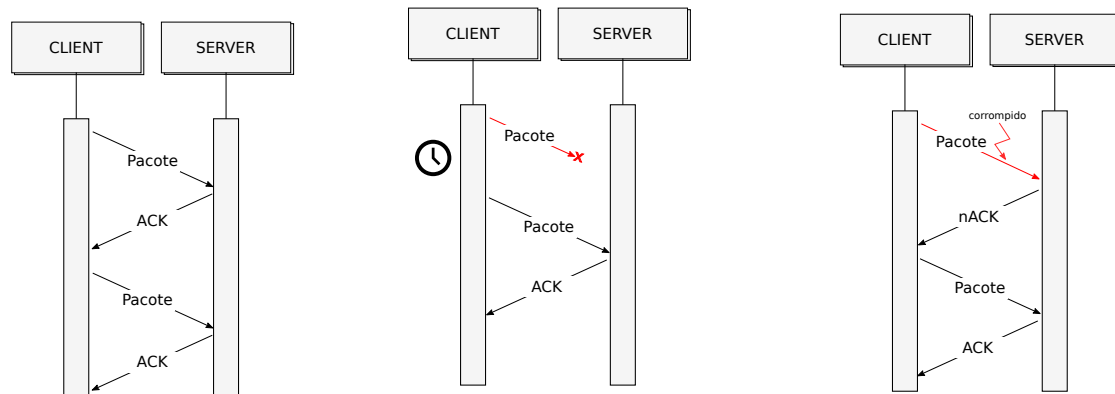 CLIENT
SERVER
Pacote
ACK
Pacote
ACK
CLIENT
SERVER
Pacote
Pacote
ACK
CLIENT
SERVER
corrompido
Pacote
nACK
Pacote
ACK